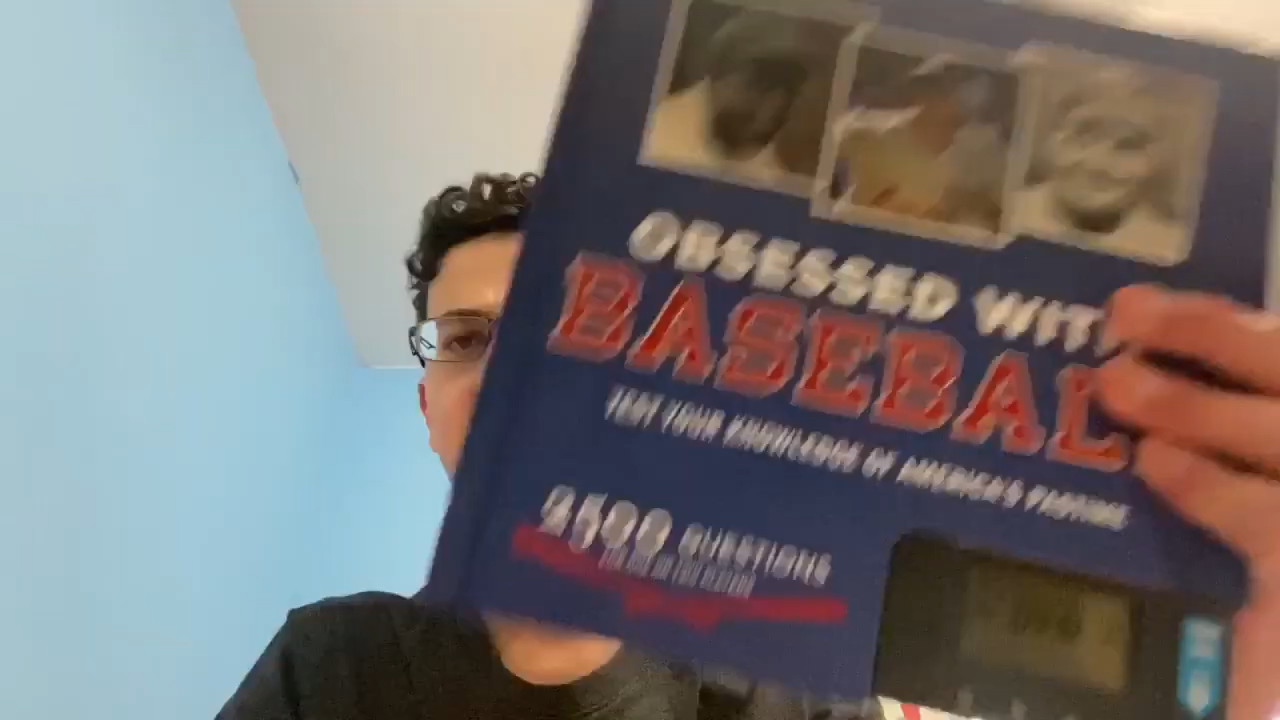 OBSESSED WITH
BASEBAL
TEST YOUR KNOWLEDGE OF AMERICA'S PASTIME
2500 QUESTIONS